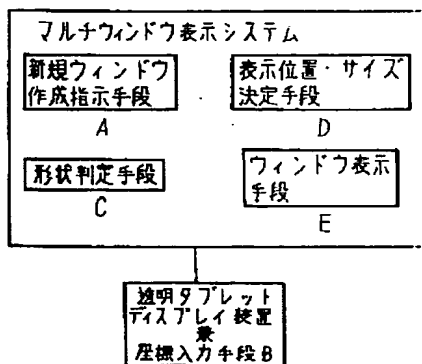 マルチウィンドウ表示システム
新規ウィンドウ
作成指示手段
A
表示位置・サイズ
決定手段
D
形状判定手段
C
ウィンドウ表示
手段
E
透明タブレット
ディスプレイ装置
兼
座標入力手段B